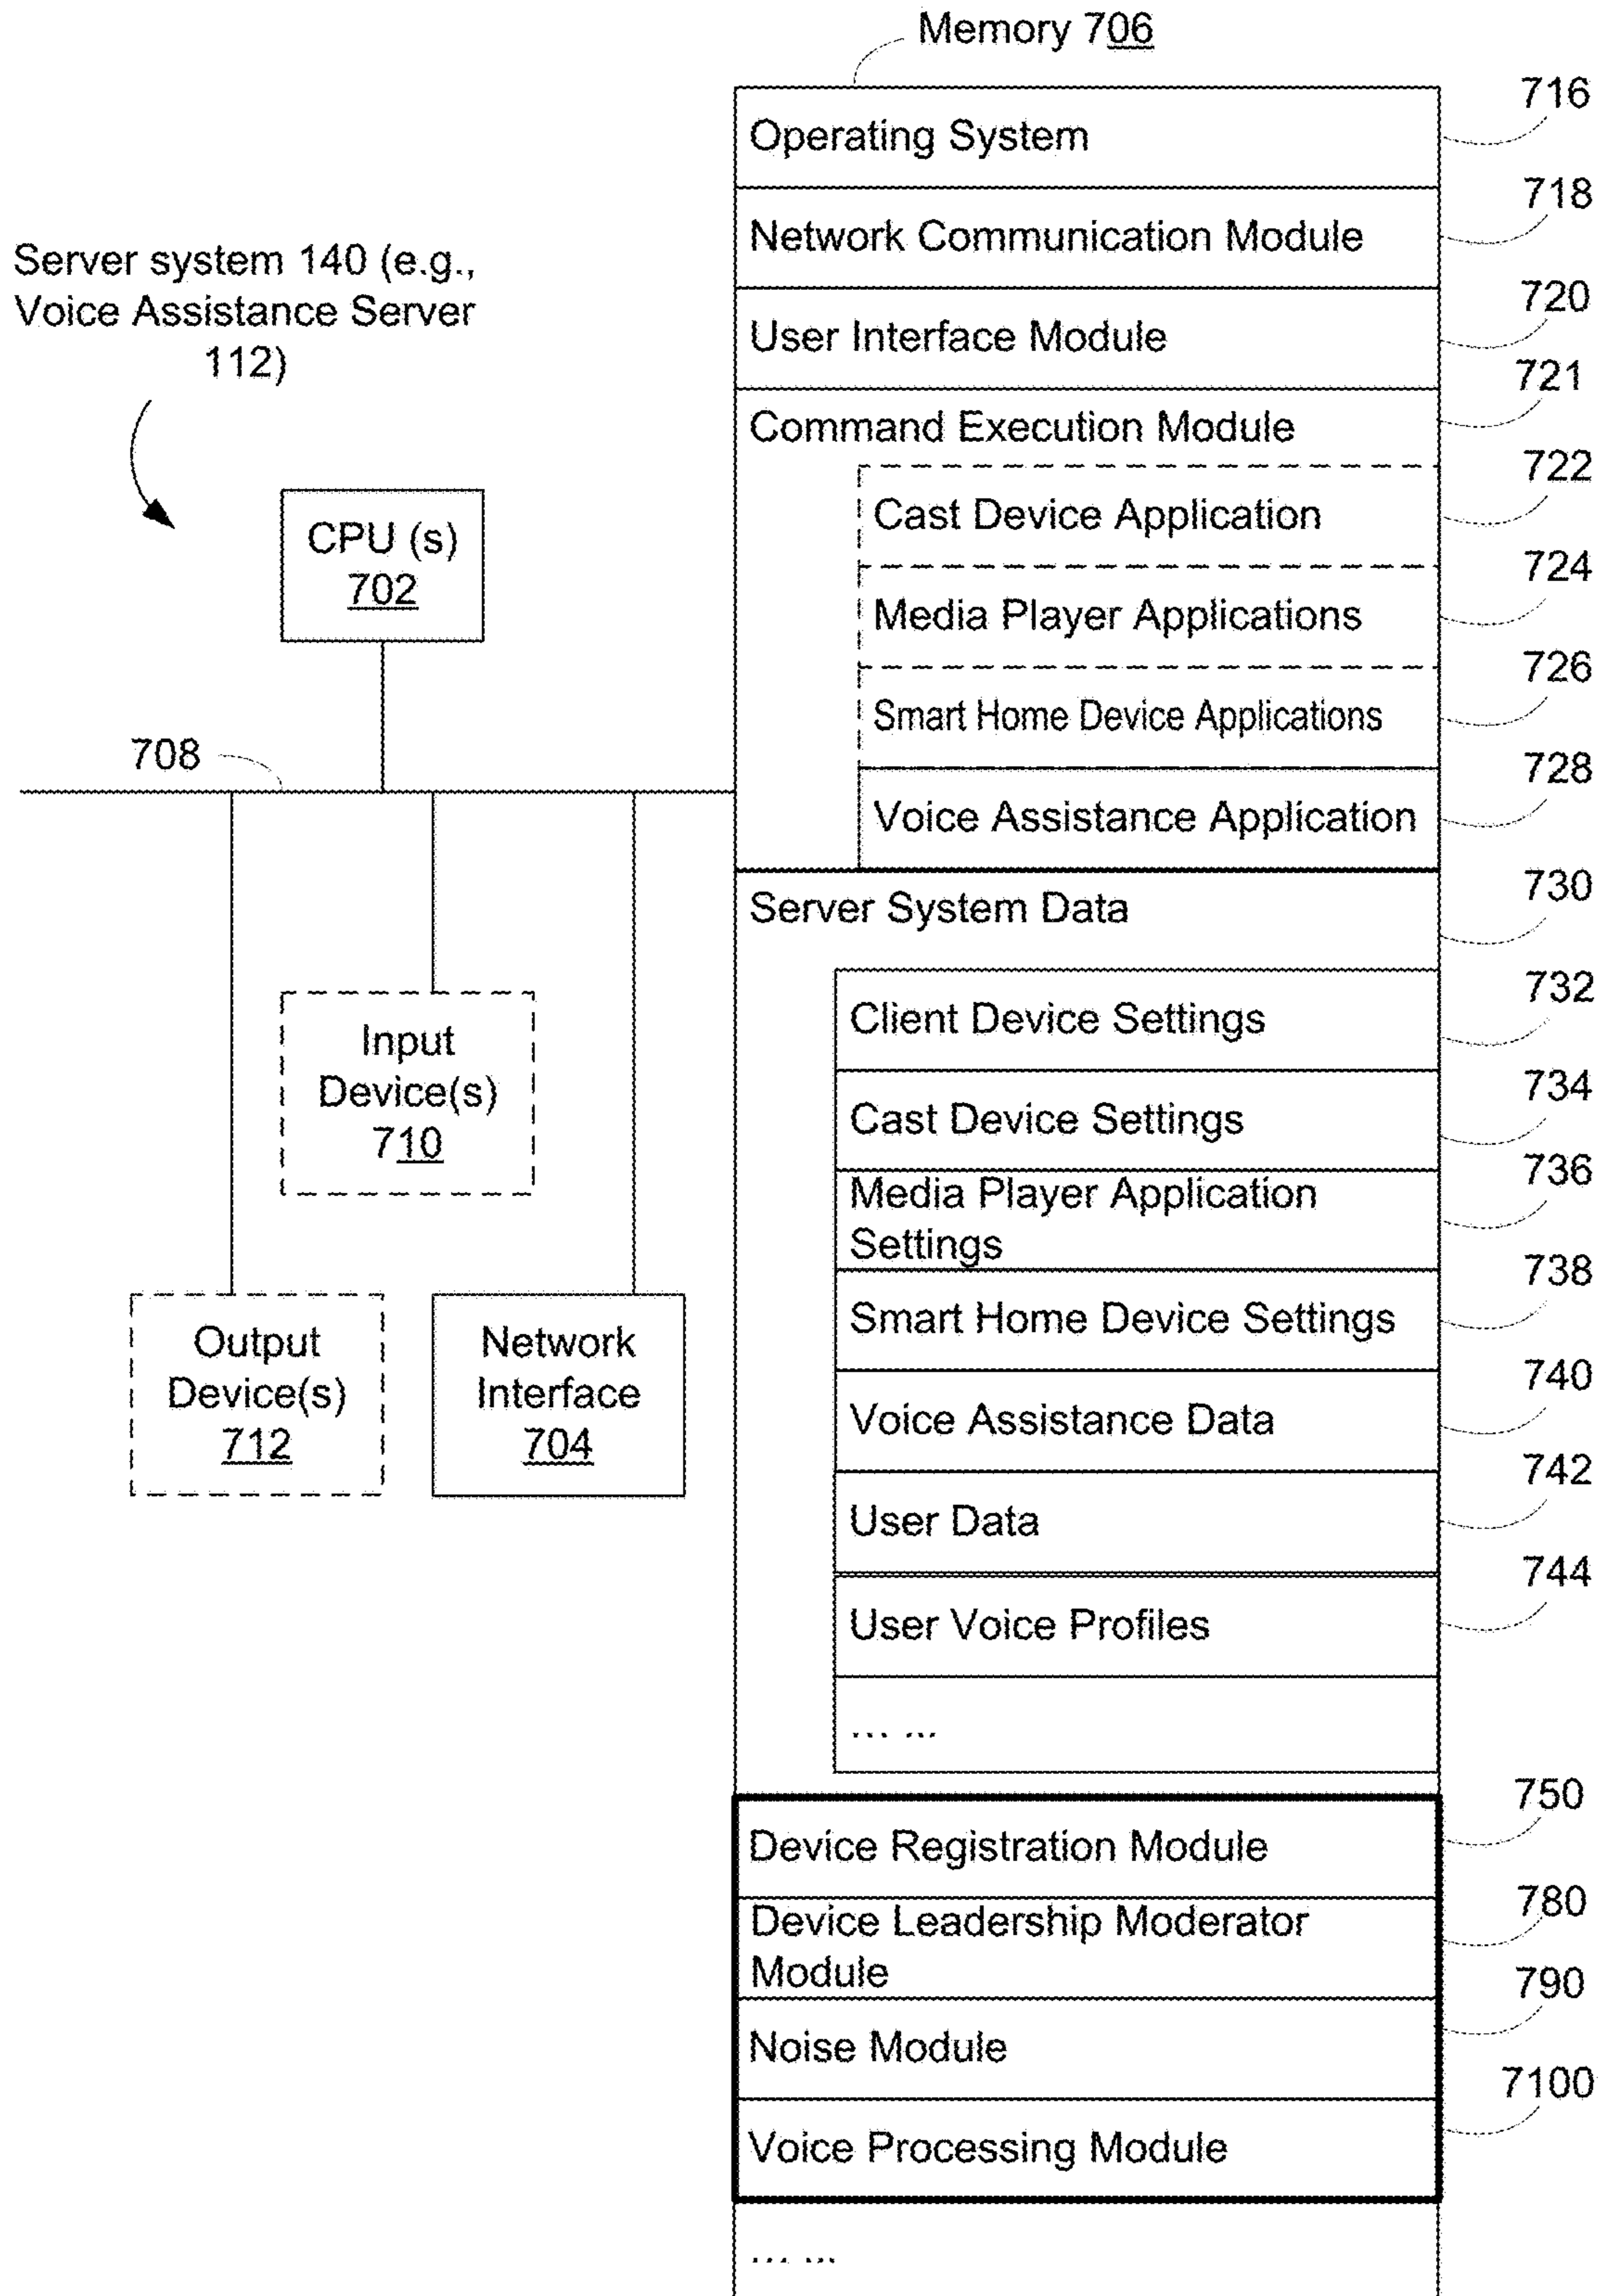 Memory 706
Server system 140 (e.g.,
Voice Assistance Server
112)
CPU (s)
702
708
Input
Device(s)
710
Output
Device(s)
712
Network
Interface
704
Operating System
716
Network Communication Module
718
User Interface Module
720
Command Execution Module
721
Cast Device Application
722
Media Player Applications
724
Smart Home Device Applications
726
Voice Assistance Application
728
Server System Data
730
Client Device Settings
732
Cast Device Settings
734
Media Player Application
Settings
736
Smart Home Device Settings
738
Voice Assistance Data
740
User Data
742
User Voice Profiles
744
... ...
Device Registration Module
750
Device Leadership Moderator
Module
780
Noise Module
790
Voice Processing Module
7100
... ...